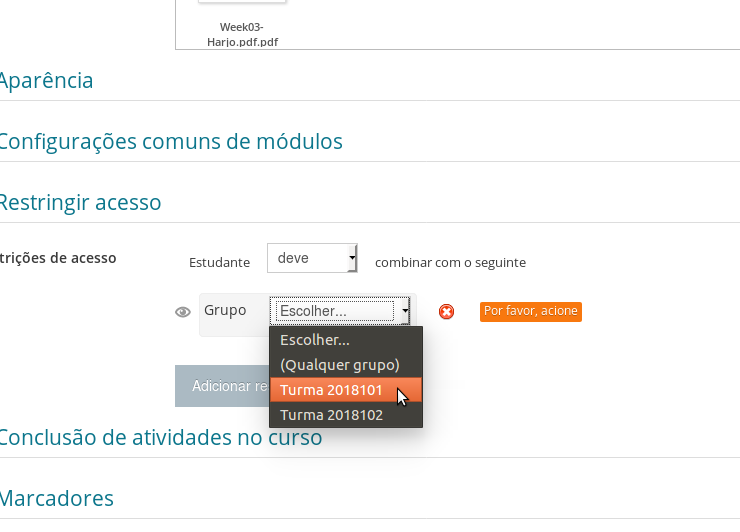 Week03-
Harjo.pdf.pdf
Aparência
Configurações comuns de módulos
Restringir acesso
trições de acesso
Estudante deve combinar com o seguinte
Grupo Escolher... Por favor, acione
Escolher...
(Qualquer grupo)
Turma 2018101
Turma 2018102
Adicionar re
Conclusão de atividades no curso
Marcadores